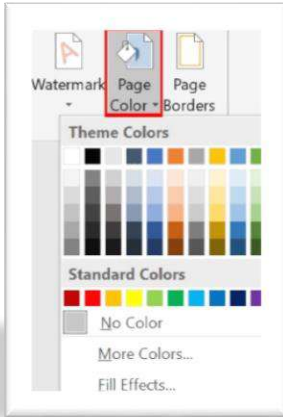 Watermark Page Page
Color Borders
Theme Colors
Standard Colors
No Color
More Colors...
Fill Effects...